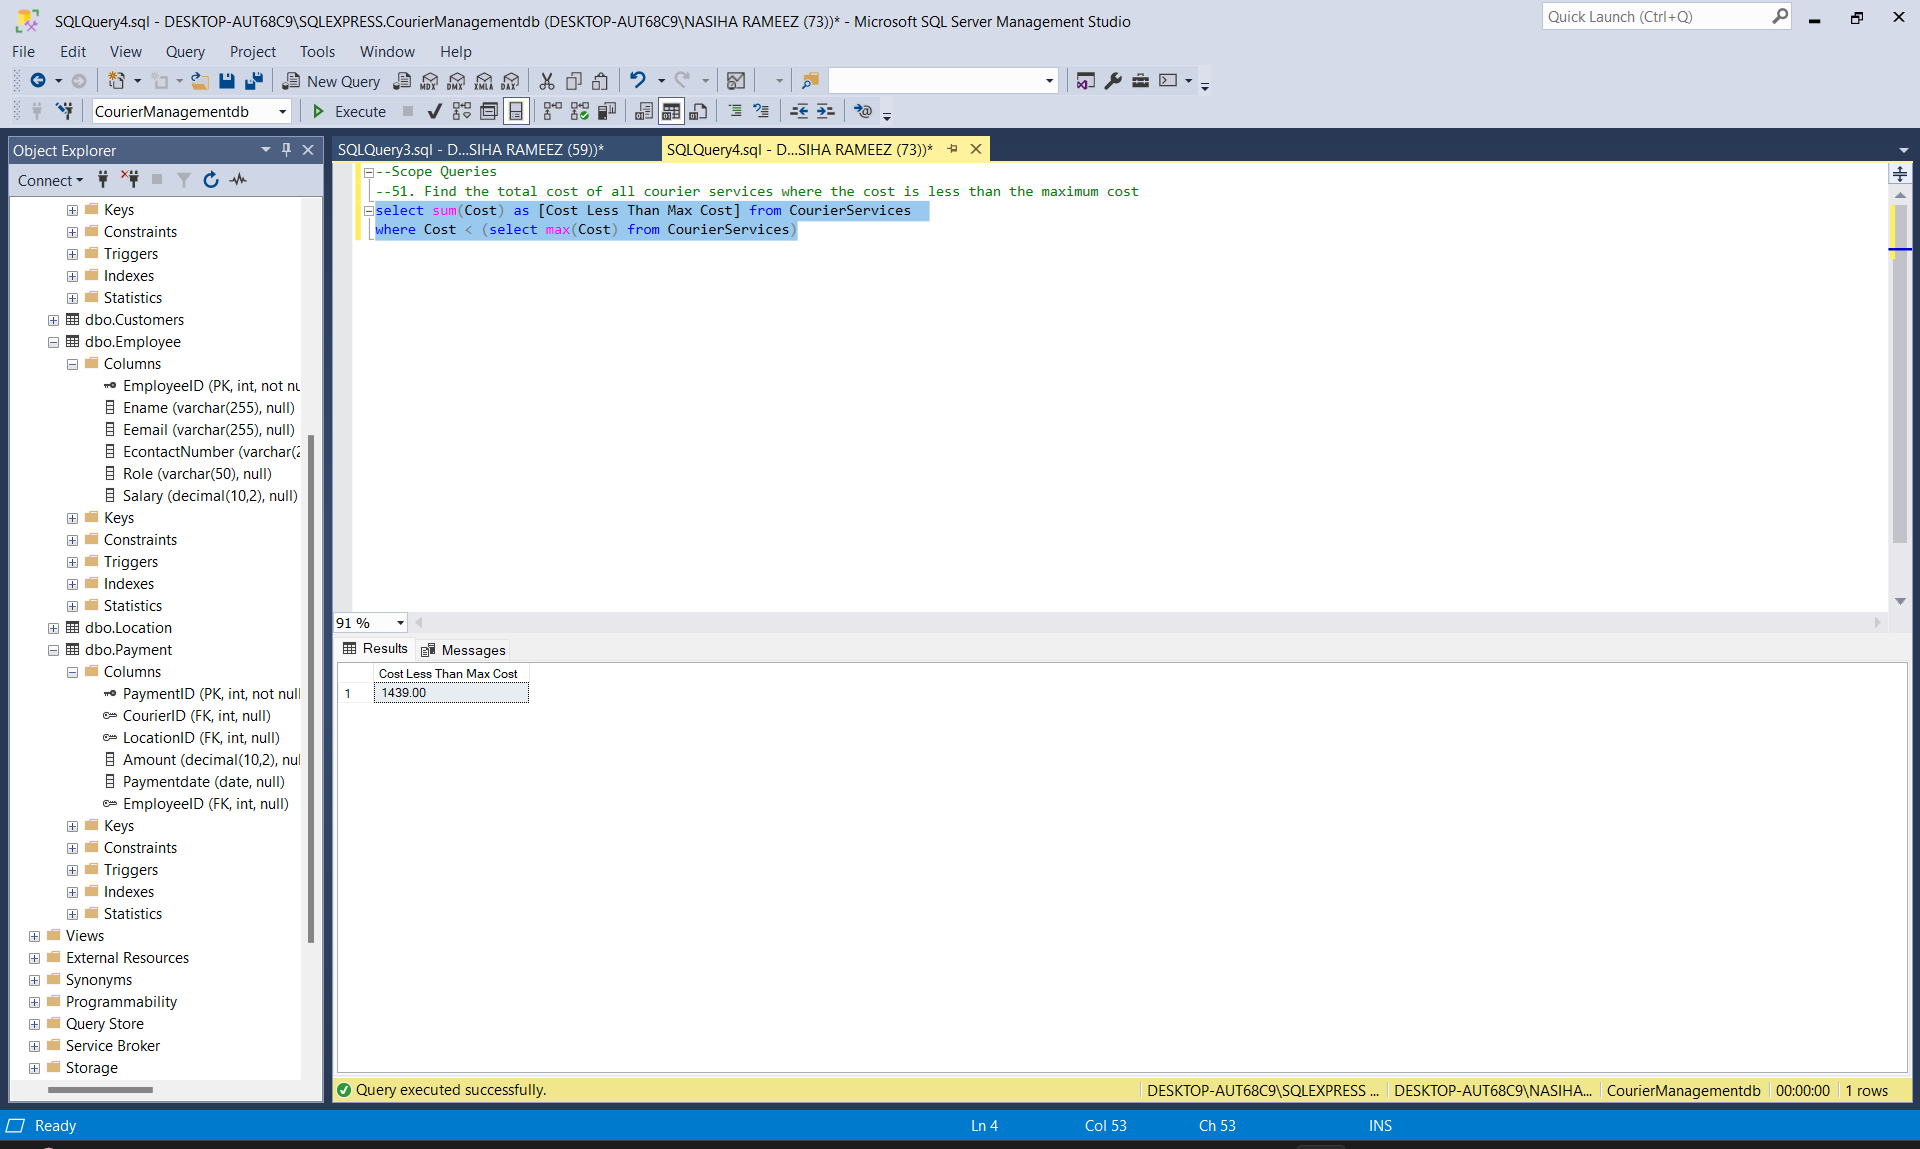 SQLQuery4.sql - DESKTOP-AUT68C9\SQLEXPRESS.CourierManagementdb (DESKTOP-AUT68C9\NASIHA RAMEEZ (73))* - Microsoft SQL Server Management Studio
Quick Launch (Ctrl+Q)
File Edit View Query Project Tools Window Help
New Query MDX DMX XMLA DAX
CourierManagementdb Execute
Object Explorer
Connect
Keys
Constraints
Triggers
Indexes
Statistics
dbo.Customers
dbo.Employee
Columns
EmployeeID (PK, int, not nu
Ename (varchar(255), null)
Eemail (varchar(255), null)
EcontactNumber (varchar(2
Role (varchar(50), null)
Salary (decimal(10,2), null)
Keys
Constraints
Triggers
Indexes
Statistics
dbo.Location
dbo.Payment
Columns
PaymentID (PK, int, not null
CourierID (FK, int, null)
LocationID (FK, int, null)
Amount (decimal(10,2), nul
Paymentdate (date, null)
EmployeeID (FK, int, null)
Keys
Constraints
Triggers
Indexes
Statistics
Views
External Resources
Synonyms
Programmability
Query Store
Service Broker
Storage
SQLQuery3.sql - D...SIHA RAMEEZ (59))* SQLQuery4.sql - D...SIHA RAMEEZ (73))*
--Scope Queries
--51. Find the total cost of all courier services where the cost is less than the maximum cost
select sum(Cost) as [Cost Less Than Max Cost] from CourierServices
where Cost < (select max(Cost) from CourierServices)
91 %
Results Messages
Cost Less Than Max Cost
1 1439.00
Query executed successfully. DESKTOP-AUT68C9\SQLEXPRESS ... DESKTOP-AUT68C9\NASIHA... CourierManagementdb 00:00:00 1 rows
Ready Ln 4 Col 53 Ch 53 INS